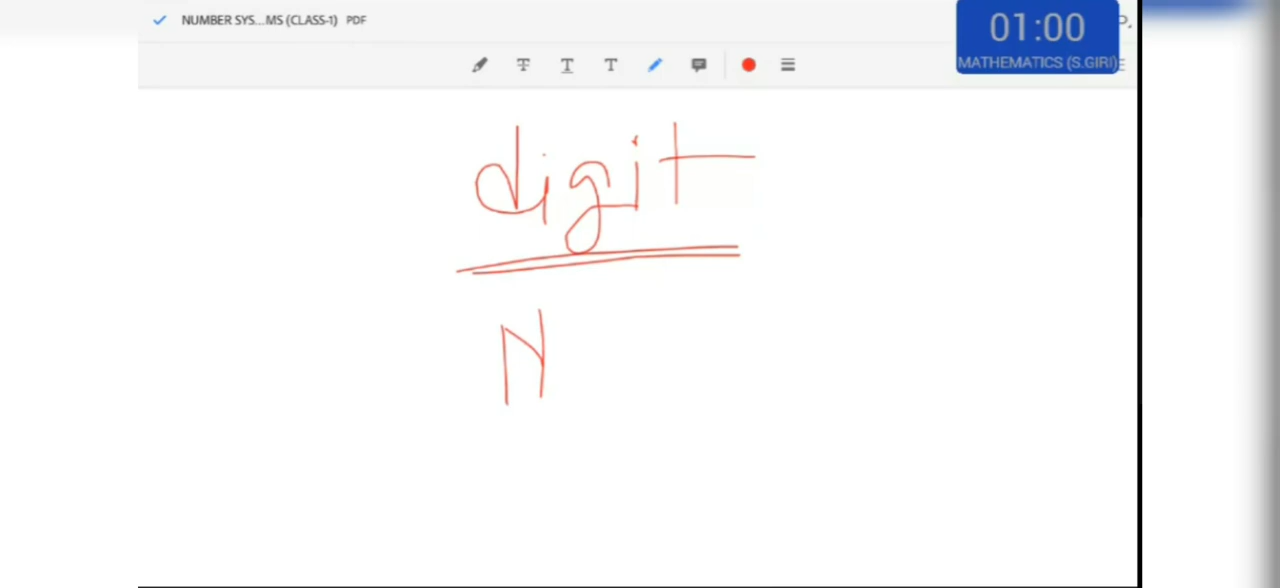 NUMBER SYS...MS (CLASS-1) PDF
01:00
MATHEMATICS (S.GIRI)
T T T
digit
N